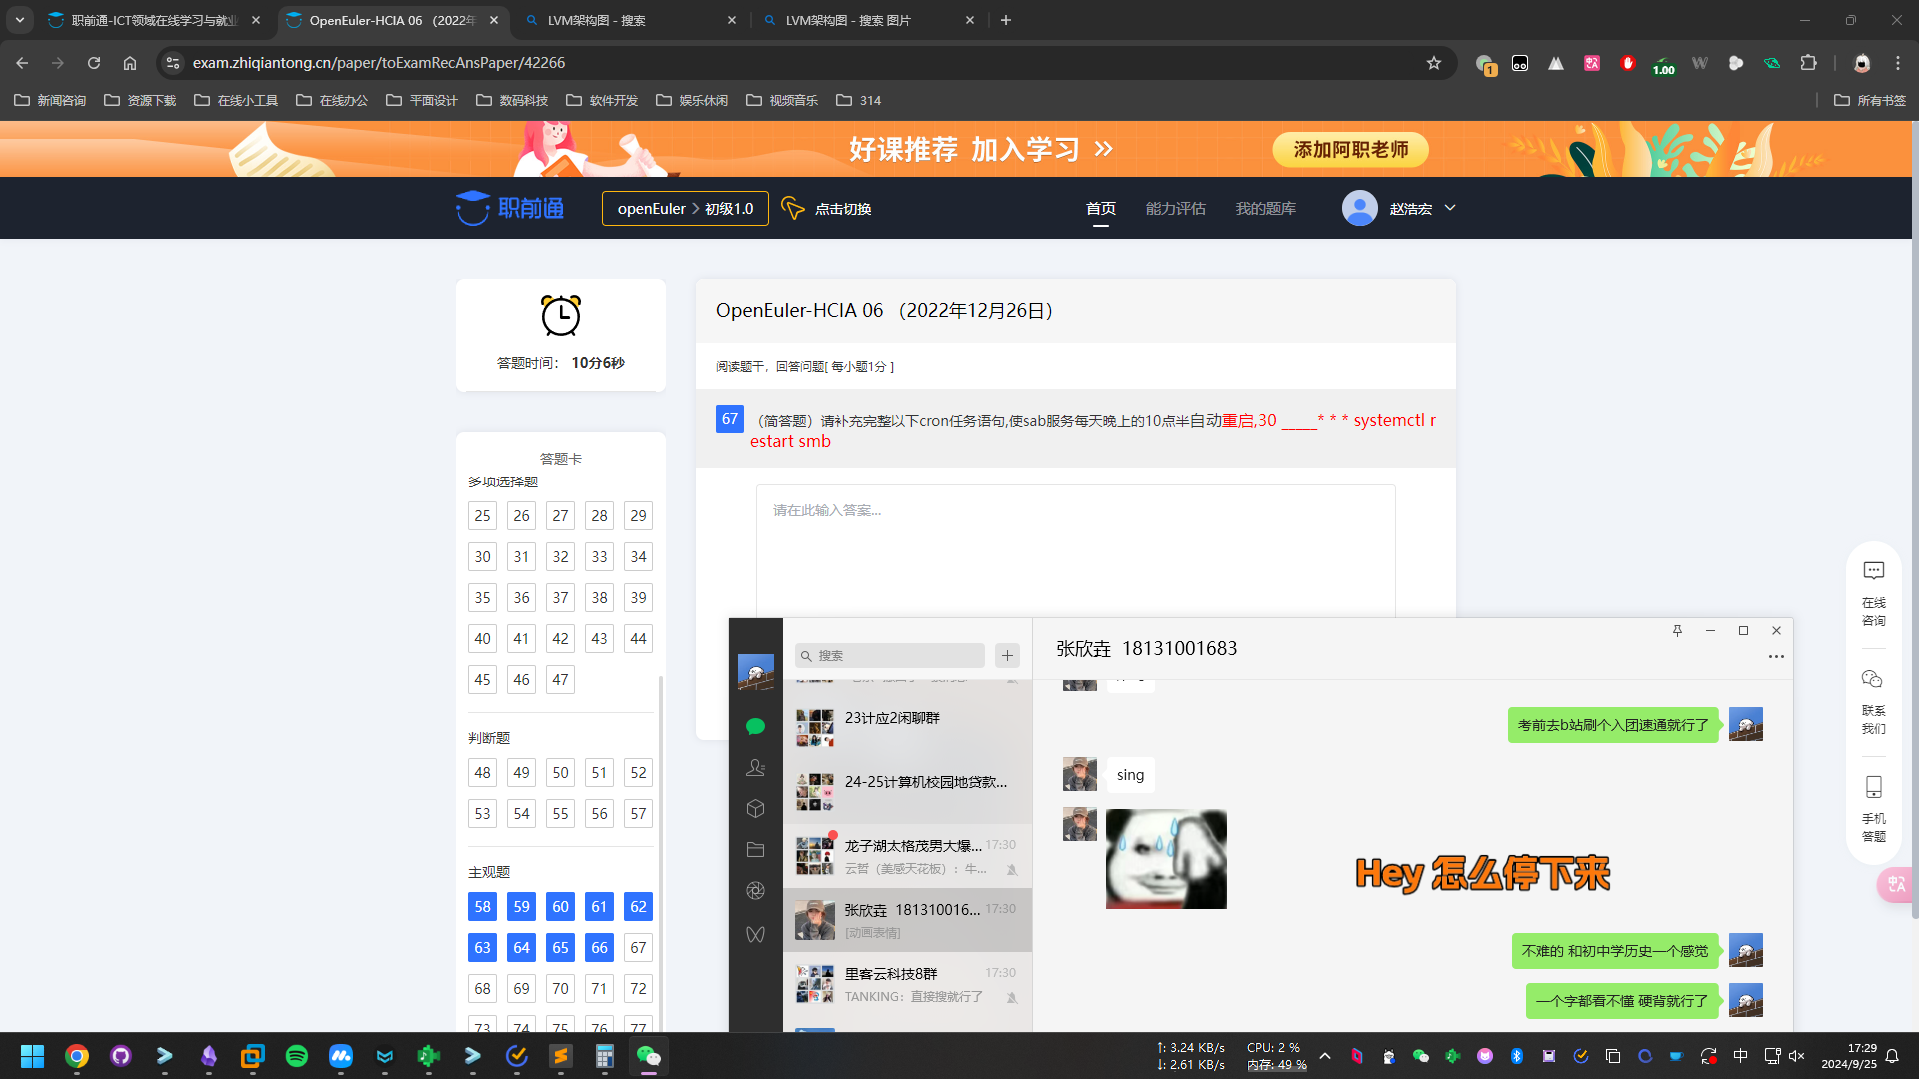 职前通-ICT领域在线学习与就业
OpenEuler-HCIA 06 （2022年
LVM架构图 - 搜索
LVM架构图 - 搜索 图片
exam.zhiqiantong.cn/paper/toExamRecAnsPaper/42266
1
1.00
新闻咨询
资源下载
在线小工具
在线办公
平面设计
数码科技
软件开发
娱乐休闲
视频音乐
314
所有书签
好课推荐 加入学习
添加阿职老师
职前通
openEuler
初级1.0
点击切换
首页
能力评估
我的题库
赵浩宏
答题时间： 10分6秒
OpenEuler-HCIA 06 （2022年12月26日）
阅读题干，回答问题[ 每小题1分 ]
67
（简答题）请补充完整以下cron任务语句,使sab服务每天晚上的10点半自动重启,30 _____* * * systemctl r
estart smb
请在此输入答案...
答题卡
多项选择题
25 26 27 28 29
30 31 32 33 34
35 36 37 38 39
40 41 42 43 44
45 46 47
判断题
48 49 50 51 52
53 54 55 56 57
主观题
58 59 60 61 62
63 64 65 66 67
68 69 70 71 72
73 74 75 76 77
在线
咨询
联系
我们
手机
答题
搜索
23计应2闲聊群
24-25计算机校园地贷款...
龙子湖太格茂男大爆...
17:30
云哲（美感天花板）：牛...
张欣垚 181310016...
17:30
[动画表情]
里客云科技8群
17:30
TANKING：直接搜就行了
张欣垚 18131001683
考前去b站刷个入团速通就行了
sing
Hey 怎么停下来
不难的 和初中学历史一个感觉
一个字都看不懂 硬背就行了
↑: 3.24 KB/s
↓: 2.61 KB/s
CPU: 2 %
内存: 49 %
中
17:29
2024/9/25